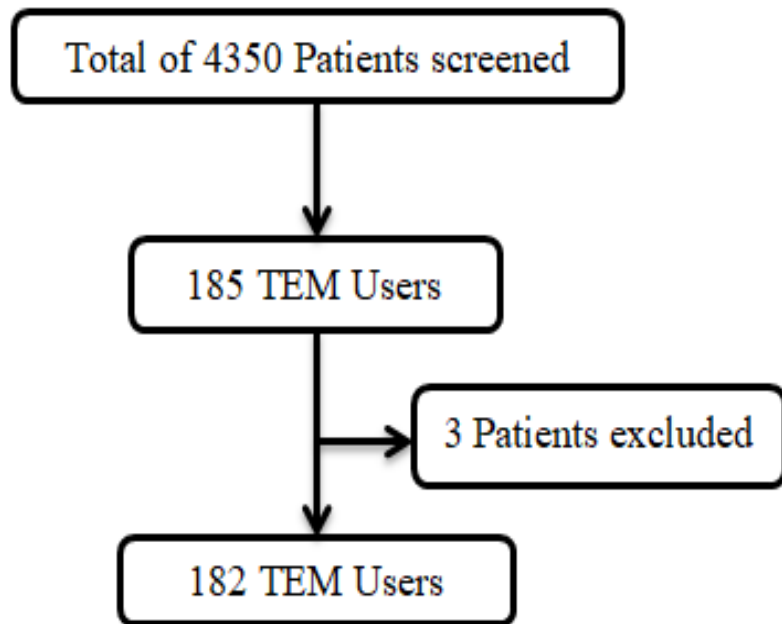 Total of 4350 Patients screened
185 TEM Users
3 Patients excluded
182 TEM Users